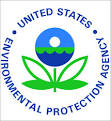 UNITED STATES
ENVIRONMENTAL PROTECTION AGENCY